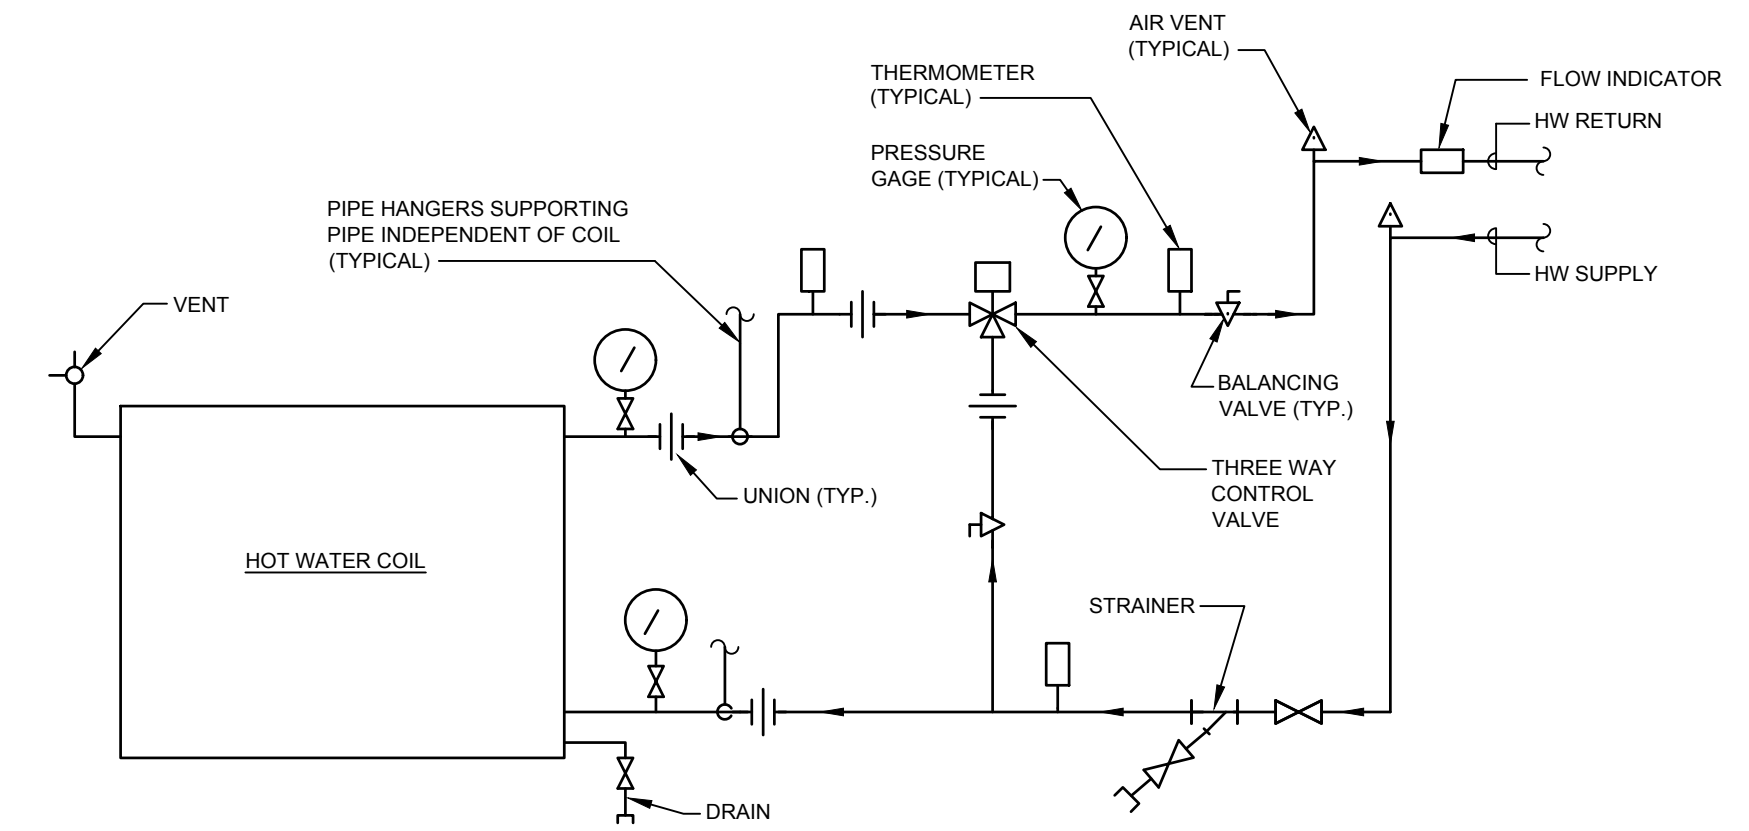 AIR VENT
(TYPICAL)
THERMOMETER
(TYPICAL)
FLOW INDICATOR
HW RETURN
PRESSURE
GAGE (TYPICAL)
PIPE HANGERS SUPPORTING
PIPE INDEPENDENT OF COIL
(TYPICAL)
HW SUPPLY
VENT
BALANCING
VALVE (TYP.)
THREE WAY
CONTROL
VALVE
UNION (TYP.)
HOT WATER COIL
STRAINER
DRAIN